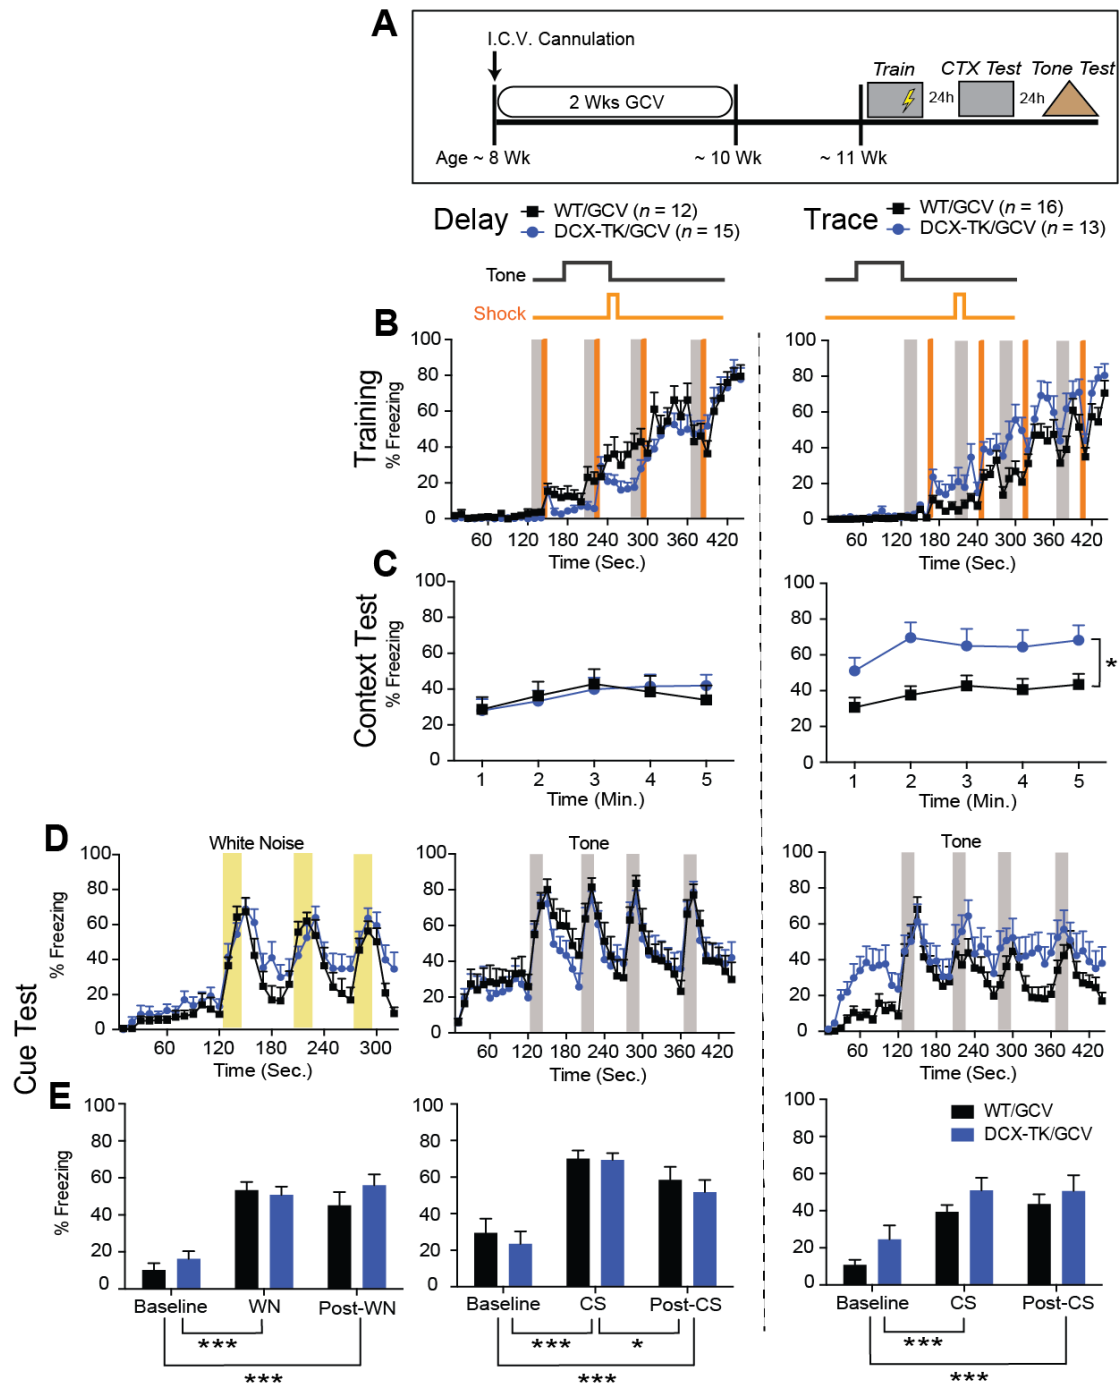 A
I.C.V. Cannulation
Train
CTX Test
Tone Test
2 Wks GCV
24h
24h
Age ~ 8 Wk
~ 10 Wk
~ 11 Wk
Delay
WT/GCV (n = 12)
DCX-TK/GCV (n = 15)
Trace
WT/GCV (n = 16)
DCX-TK/GCV (n = 13)
Tone
Shock
B
Training
% Freezing
100
80
60
40
20
0
60 120 180 240 300 360 420
Time (Sec.)
100
80
60
40
20
0
60 120 180 240 300 360 420
Time (Sec.)
C
Context Test
% Freezing
100
80
60
40
20
0
1 2 3 4 5
Time (Min.)
100
80
60
40
20
0
*
1 2 3 4 5
Time (Min.)
D
Cue Test
White Noise
% Freezing
100
80
60
40
20
0
60 120 180 240 300
Time (Sec.)
Tone
100
80
60
40
20
0
60 120 180 240 300 360 420
Time (Sec.)
Tone
100
80
60
40
20
0
60 120 180 240 300 360 420
Time (Sec.)
E
% Freezing
100
80
60
40
20
0
Baseline WN Post-WN
***
***
100
80
60
40
20
0
Baseline CS Post-CS
*** *
***
WT/GCV
DCX-TK/GCV
100
80
60
40
20
0
Baseline CS Post-CS
***
***